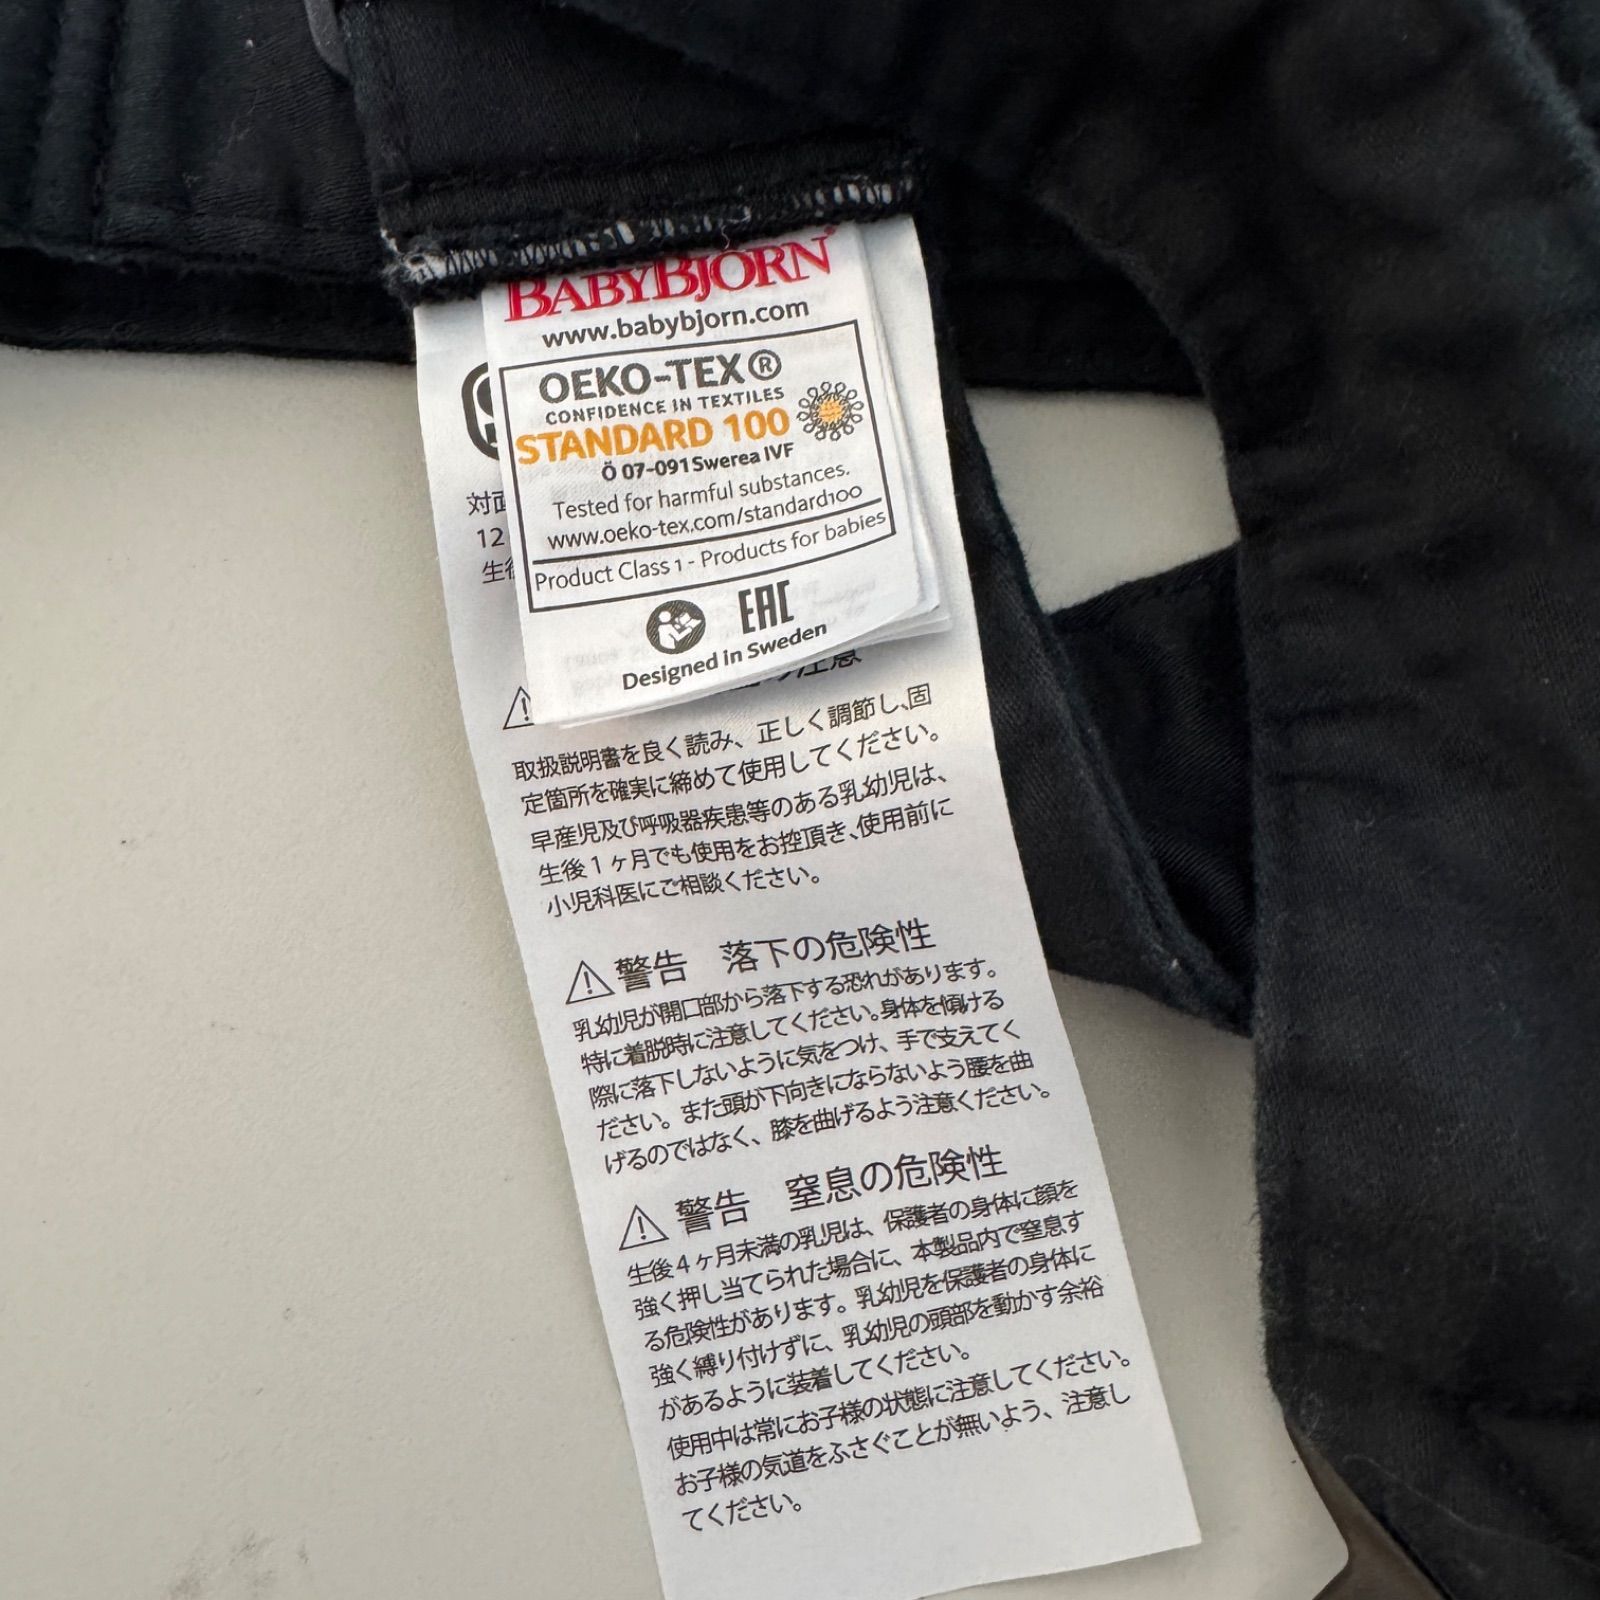 BABYBJÖRN
www.babybjorn.com
OEKO-TEX®
CONFIDENCE IN TEXTILES
STANDARD 100
Ö 07-091 Swerea IVF
Tested for harmful substances.
www.oeko-tex.com/standard100
Product Class 1 - Products for babies
EAC
Designed in Sweden
対面
12
生後
の注意
取扱説明書を良く読み、正しく調節し、固
定箇所を確実に締めて使用してください。
早産児及び呼吸器疾患等のある乳幼児は、
生後1ヶ月でも使用をお控頂き、使用前に
小児科医にご相談ください。
警告 落下の危険性
乳幼児が開口部から落下する恐れがあります。
特に着脱時に注意してください。身体を傾ける
際に落下しないように気をつけ、手で支えてく
ださい。また頭が下向きにならないよう腰を曲
げるのではなく、膝を曲げるよう注意ください。
警告 窒息の危険性
生後4ヶ月未満の乳児は、保護者の身体に顔を
強く押し当てられた場合に、本製品内で窒息す
る危険性があります。乳幼児を保護者の身体に
強く縛り付けずに、乳幼児の頭部を動かす余裕
があるように装着してください。
使用中は常にお子様の状態に注意してください。
お子様の気道をふさぐことが無いよう、注意し
てください。